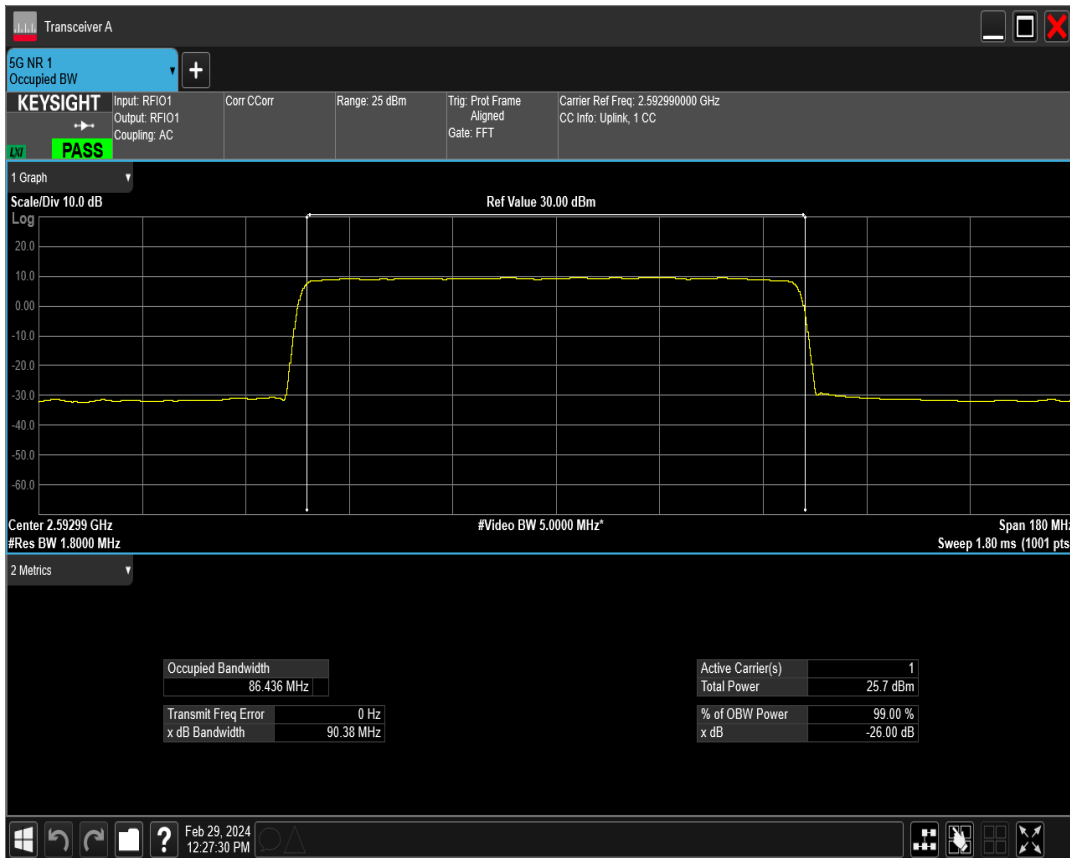 Transceiver A
5G NR 1
Occupied BW
+
KEYSIGHT
LXI
PASS
Input: RFIO1
Output: RFIO1
Coupling: AC
Corr CCorr
Range: 25 dBm
Trig: Prot Frame
Aligned
Gate: FFT
Carrier Ref Freq: 2.592990000 GHz
CC Info: Uplink, 1 CC
1 Graph
Scale/Div 10.0 dB
Ref Value 30.00 dBm
Log
20.0
10.0
0.00
-10.0
-20.0
-30.0
-40.0
-50.0
-60.0
Center 2.59299 GHz
#Video BW 5.0000 MHz*
Span 180 MHz
#Res BW 1.8000 MHz
Sweep 1.80 ms (1001 pts
2 Metrics
Occupied Bandwidth
86.436 MHz
Transmit Freq Error 0 Hz
x dB Bandwidth 90.38 MHz
Active Carrier(s) 1
Total Power 25.7 dBm
% of OBW Power 99.00 %
x dB -26.00 dB
?
Feb 29, 2024
12:27:30 PM